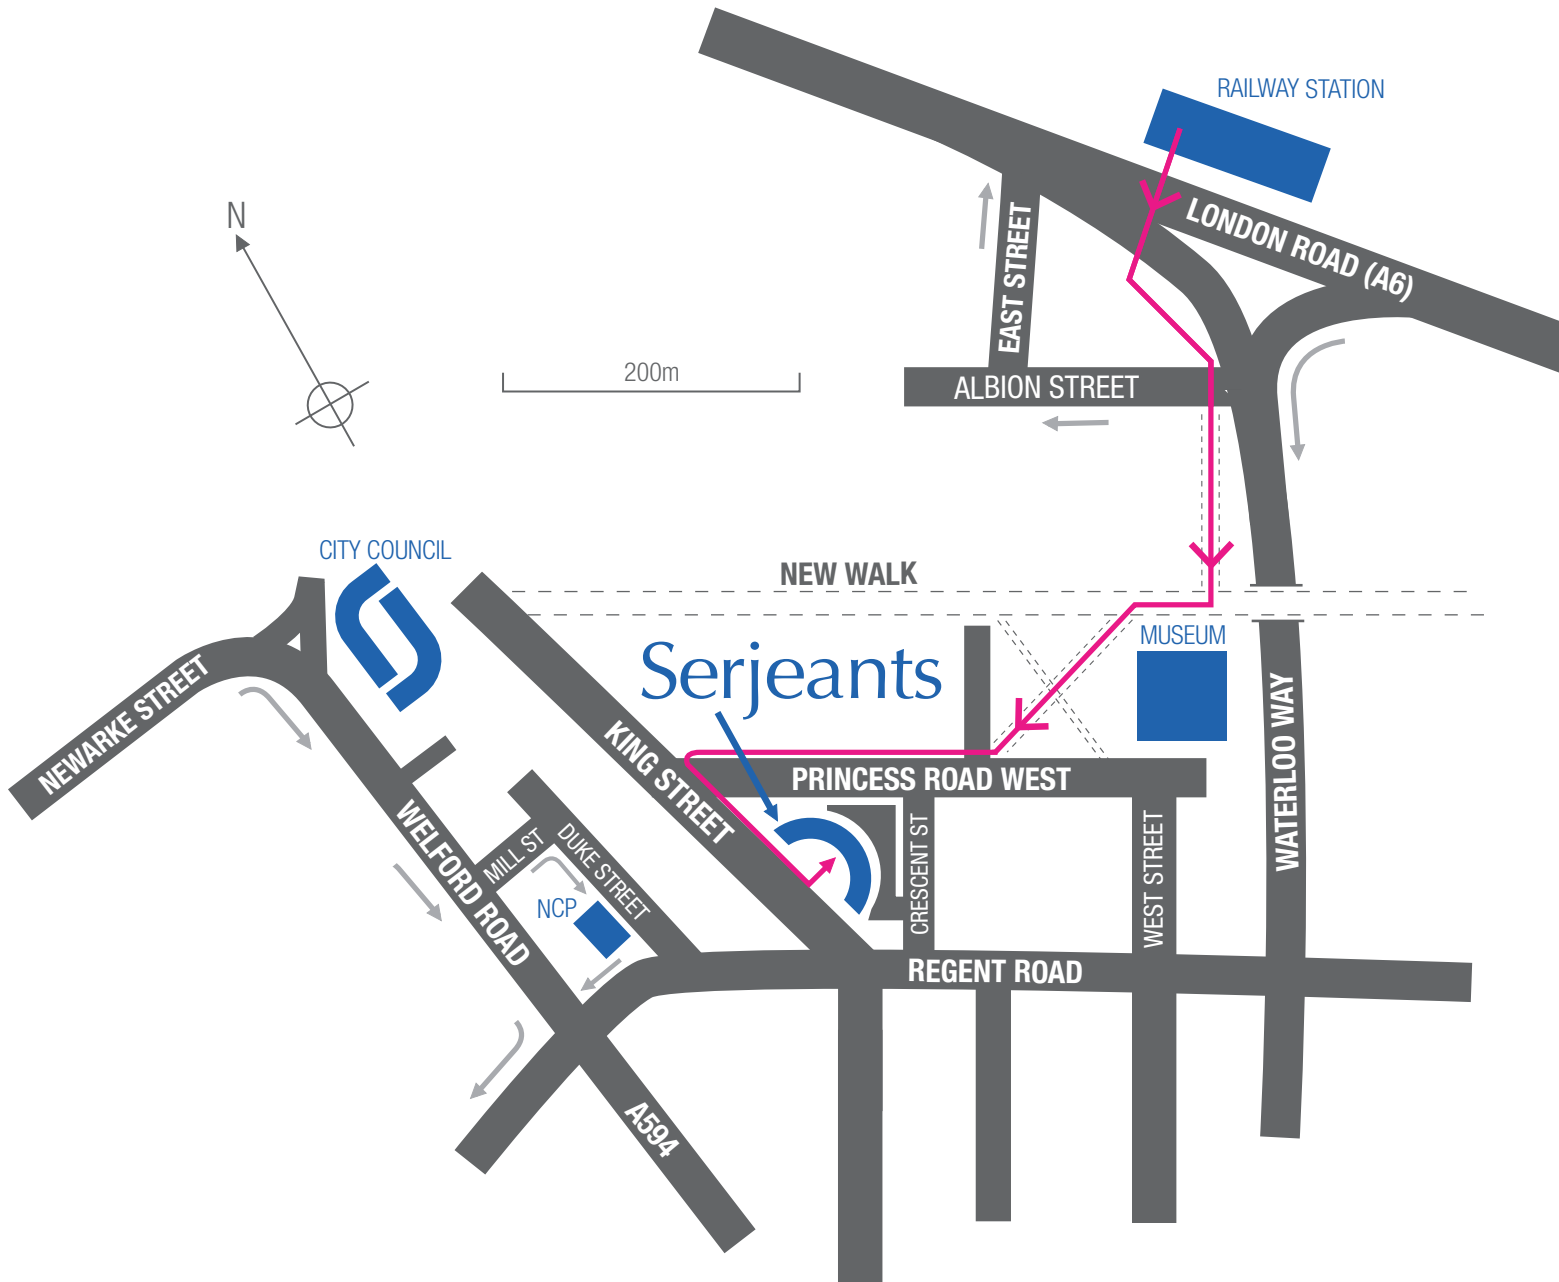 RAILWAY STATION
LONDON ROAD (A6)
N
EAST STREET
200m
ALBION STREET
CITY COUNCIL
NEW WALK
MUSEUM
Serjeants
NEWARKE STREET
KING STREET
PRINCESS ROAD WEST
WATERLOO WAY
WELFORD ROAD
MILL ST
DUKE STREET
CRESCENT ST
WEST STREET
NCP
REGENT ROAD
A594